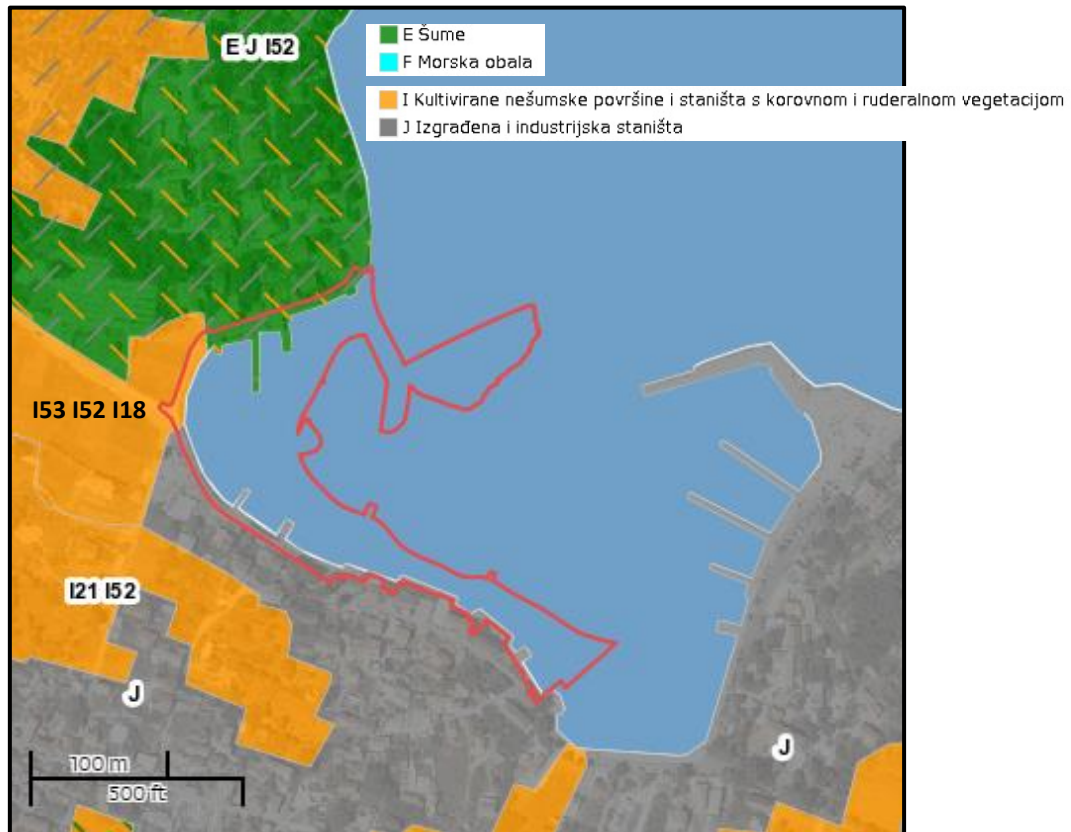 E J I52
E Šume
F Morska obala
I Kultivirane nešumske površine i staništa s korovnom i ruderalnom vegetacijom
J Izgrađena i industrijska staništa
I53 I52 I18
I21 I52
J
J
100 m
500 ft